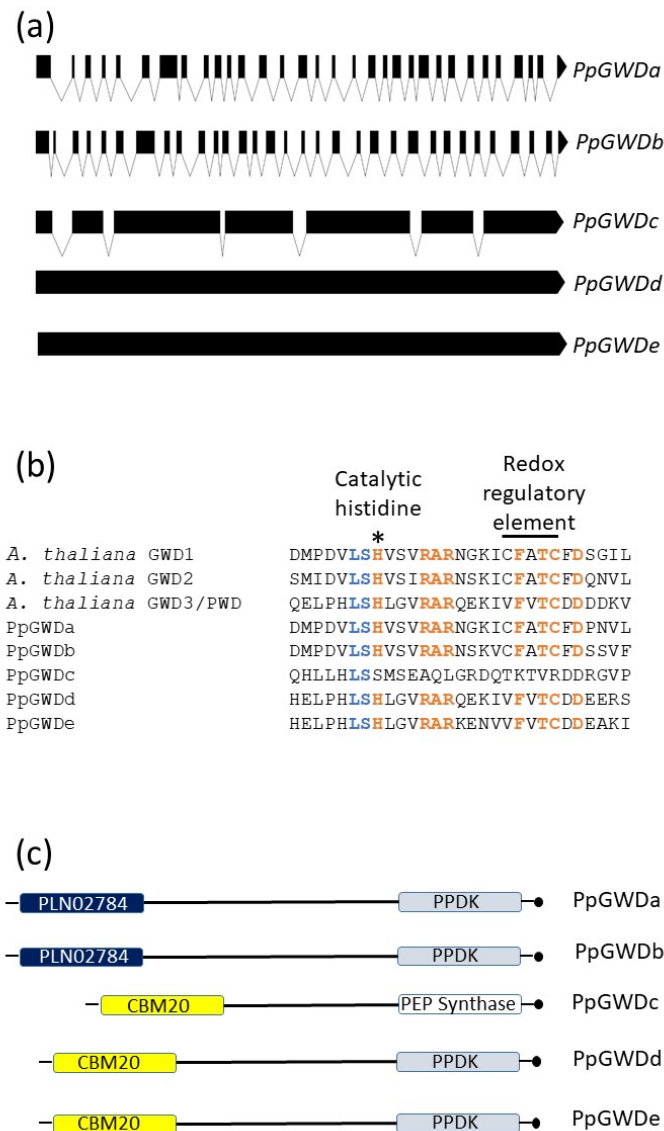 (a)
PpGWDa
PpGWDb
PpGWDc
PpGWDd
PpGWDe
(b)
Catalytic
histidine
Redox
regulatory
element
*
A. thaliana GWD1 DMPDVLSHVSVRARNGKICFATCFDSGIL
A. thaliana GWD2 SMIDVLSHVSIRARNSKICFATCFDQNVL
A. thaliana GWD3/PWD QELPHLSHLGVRARQEKIVFVTCDDDDKV
PpGWDa DMPDVLSHVSVRARNGKICFATCFDPNVL
PpGWDb DMPDVLSHVSVRARNSKVCFATCFDSSVF
PpGWDc QHLLHLSSMSEAQLGRDQTKTVRDDRGVP
PpGWDd HELPHLSHLGVRARQEKIVFVTCDDEERS
PpGWDe HELPHLSHLGVRARKENVVFVTCDDEAKI
(c)
PLN02784 PPDK PpGWDa
PLN02784 PPDK PpGWDb
CBM20 PEP Synthase PpGWDc
CBM20 PPDK PpGWDd
CBM20 PPDK PpGWDe